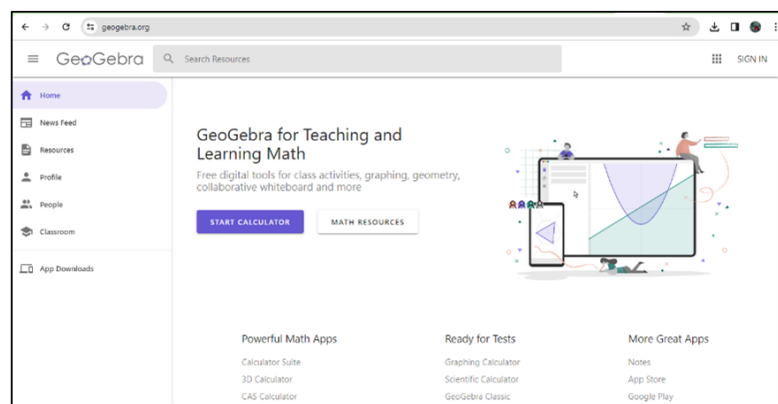 geogebra.org
GeoGebra
Search Resources
SIGN IN
Home
News Feed
Resources
Profile
People
Classroom
App Downloads
GeoGebra for Teaching and
Learning Math
Free digital tools for class activities, graphing, geometry,
collaborative whiteboard and more
START CALCULATOR
MATH RESOURCES
Powerful Math Apps
Calculator Suite
3D Calculator
CAS Calculator
Ready for Tests
Graphing Calculator
Scientific Calculator
GeoGebra Classic
More Great Apps
Notes
App Store
Google Play